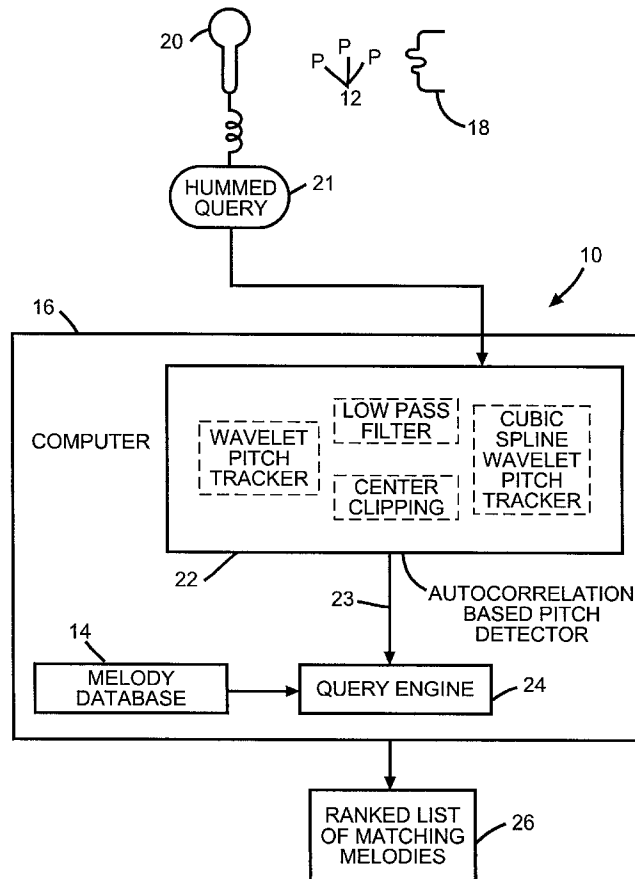 20
P P P
12
18
HUMMED
QUERY
21
10
16
COMPUTER
WAVELET
PITCH
TRACKER
LOW PASS
FILTER
CENTER
CLIPPING
CUBIC
SPLINE
WAVELET
PITCH
TRACKER
22
23
AUTOCORRELATION
BASED PITCH
DETECTOR
14
MELODY
DATABASE
QUERY ENGINE
24
RANKED LIST
OF MATCHING
MELODIES
26